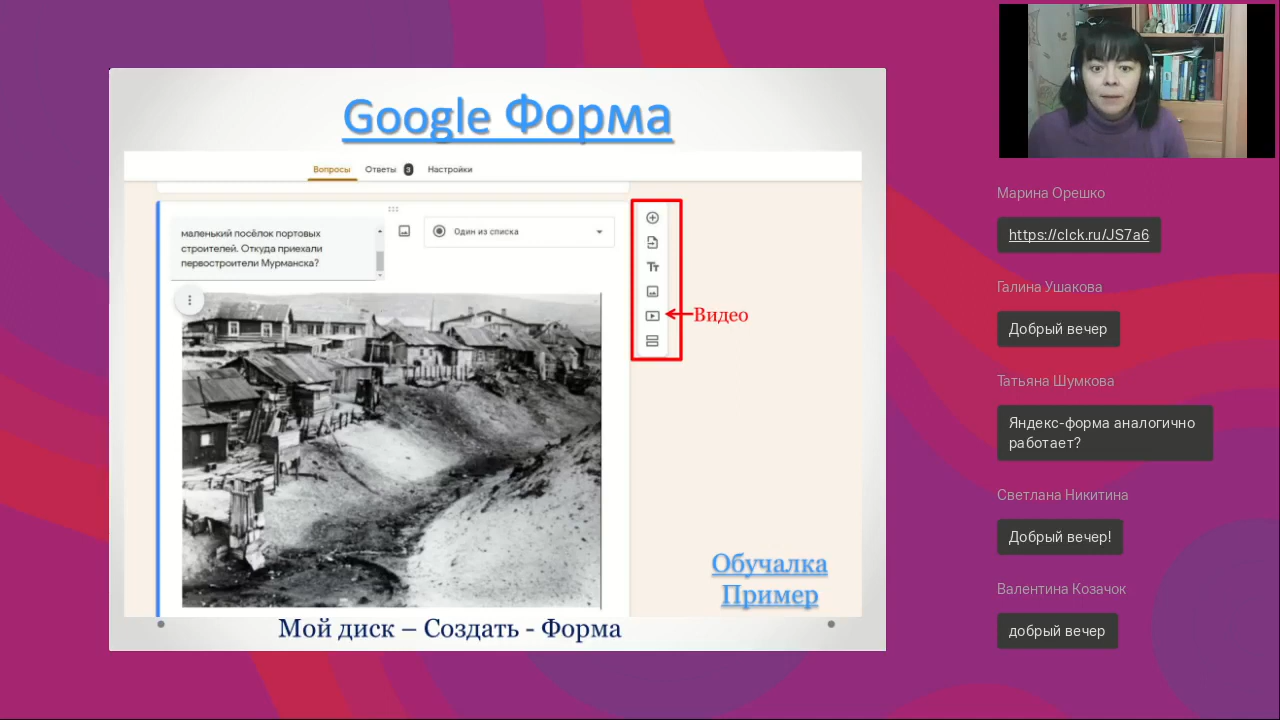 Google Форма
Вопросы Ответы 3 Настройки
маленький посёлок портовых
строителей. Откуда приехали
первостроители Мурманска?
Один из списка
Тт
Видео
Обучалка
Пример
Мой диск – Создать - Форма
Марина Орешко
https://clck.ru/JS7a6
Галина Ушакова
Добрый вечер
Татьяна Шумкова
Яндекс-форма аналогично
работает?
Светлана Никитина
Добрый вечер!
Валентина Козачок
добрый вечер